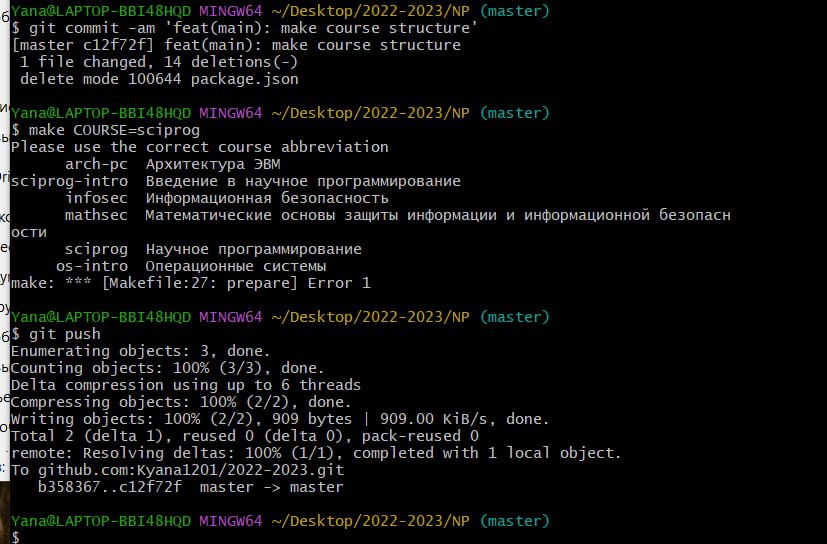 Yana@LAPTOP-BBI48HQD MINGW64 ~/Desktop/2022-2023/NP (master)
$ git commit -am 'feat(main): make course structure'
[master c12f72f] feat(main): make course structure
 1 file changed, 14 deletions(-)
 delete mode 100644 package.json

Yana@LAPTOP-BBI48HQD MINGW64 ~/Desktop/2022-2023/NP (master)
$ make COURSE=sciprog
Please use the correct course abbreviation
      arch-pc  Архитектура ЭВМ
sciprog-intro  Введение в научное программирование
      infosec  Информационная безопасность
      mathsec  Математические основы защиты информации и информационной безопасн
ости
      sciprog  Научное программирование
     os-intro  Операционные системы
make: *** [Makefile:27: prepare] Error 1

Yana@LAPTOP-BBI48HQD MINGW64 ~/Desktop/2022-2023/NP (master)
$ git push
Enumerating objects: 3, done.
Counting objects: 100% (3/3), done.
Delta compression using up to 6 threads
Compressing objects: 100% (2/2), done.
Writing objects: 100% (2/2), 909 bytes | 909.00 KiB/s, done.
Total 2 (delta 1), reused 0 (delta 0), pack-reused 0
remote: Resolving deltas: 100% (1/1), completed with 1 local object.
To github.com:Kyana1201/2022-2023.git
   b358367..c12f72f  master -> master

Yana@LAPTOP-BBI48HQD MINGW64 ~/Desktop/2022-2023/NP (master)
$